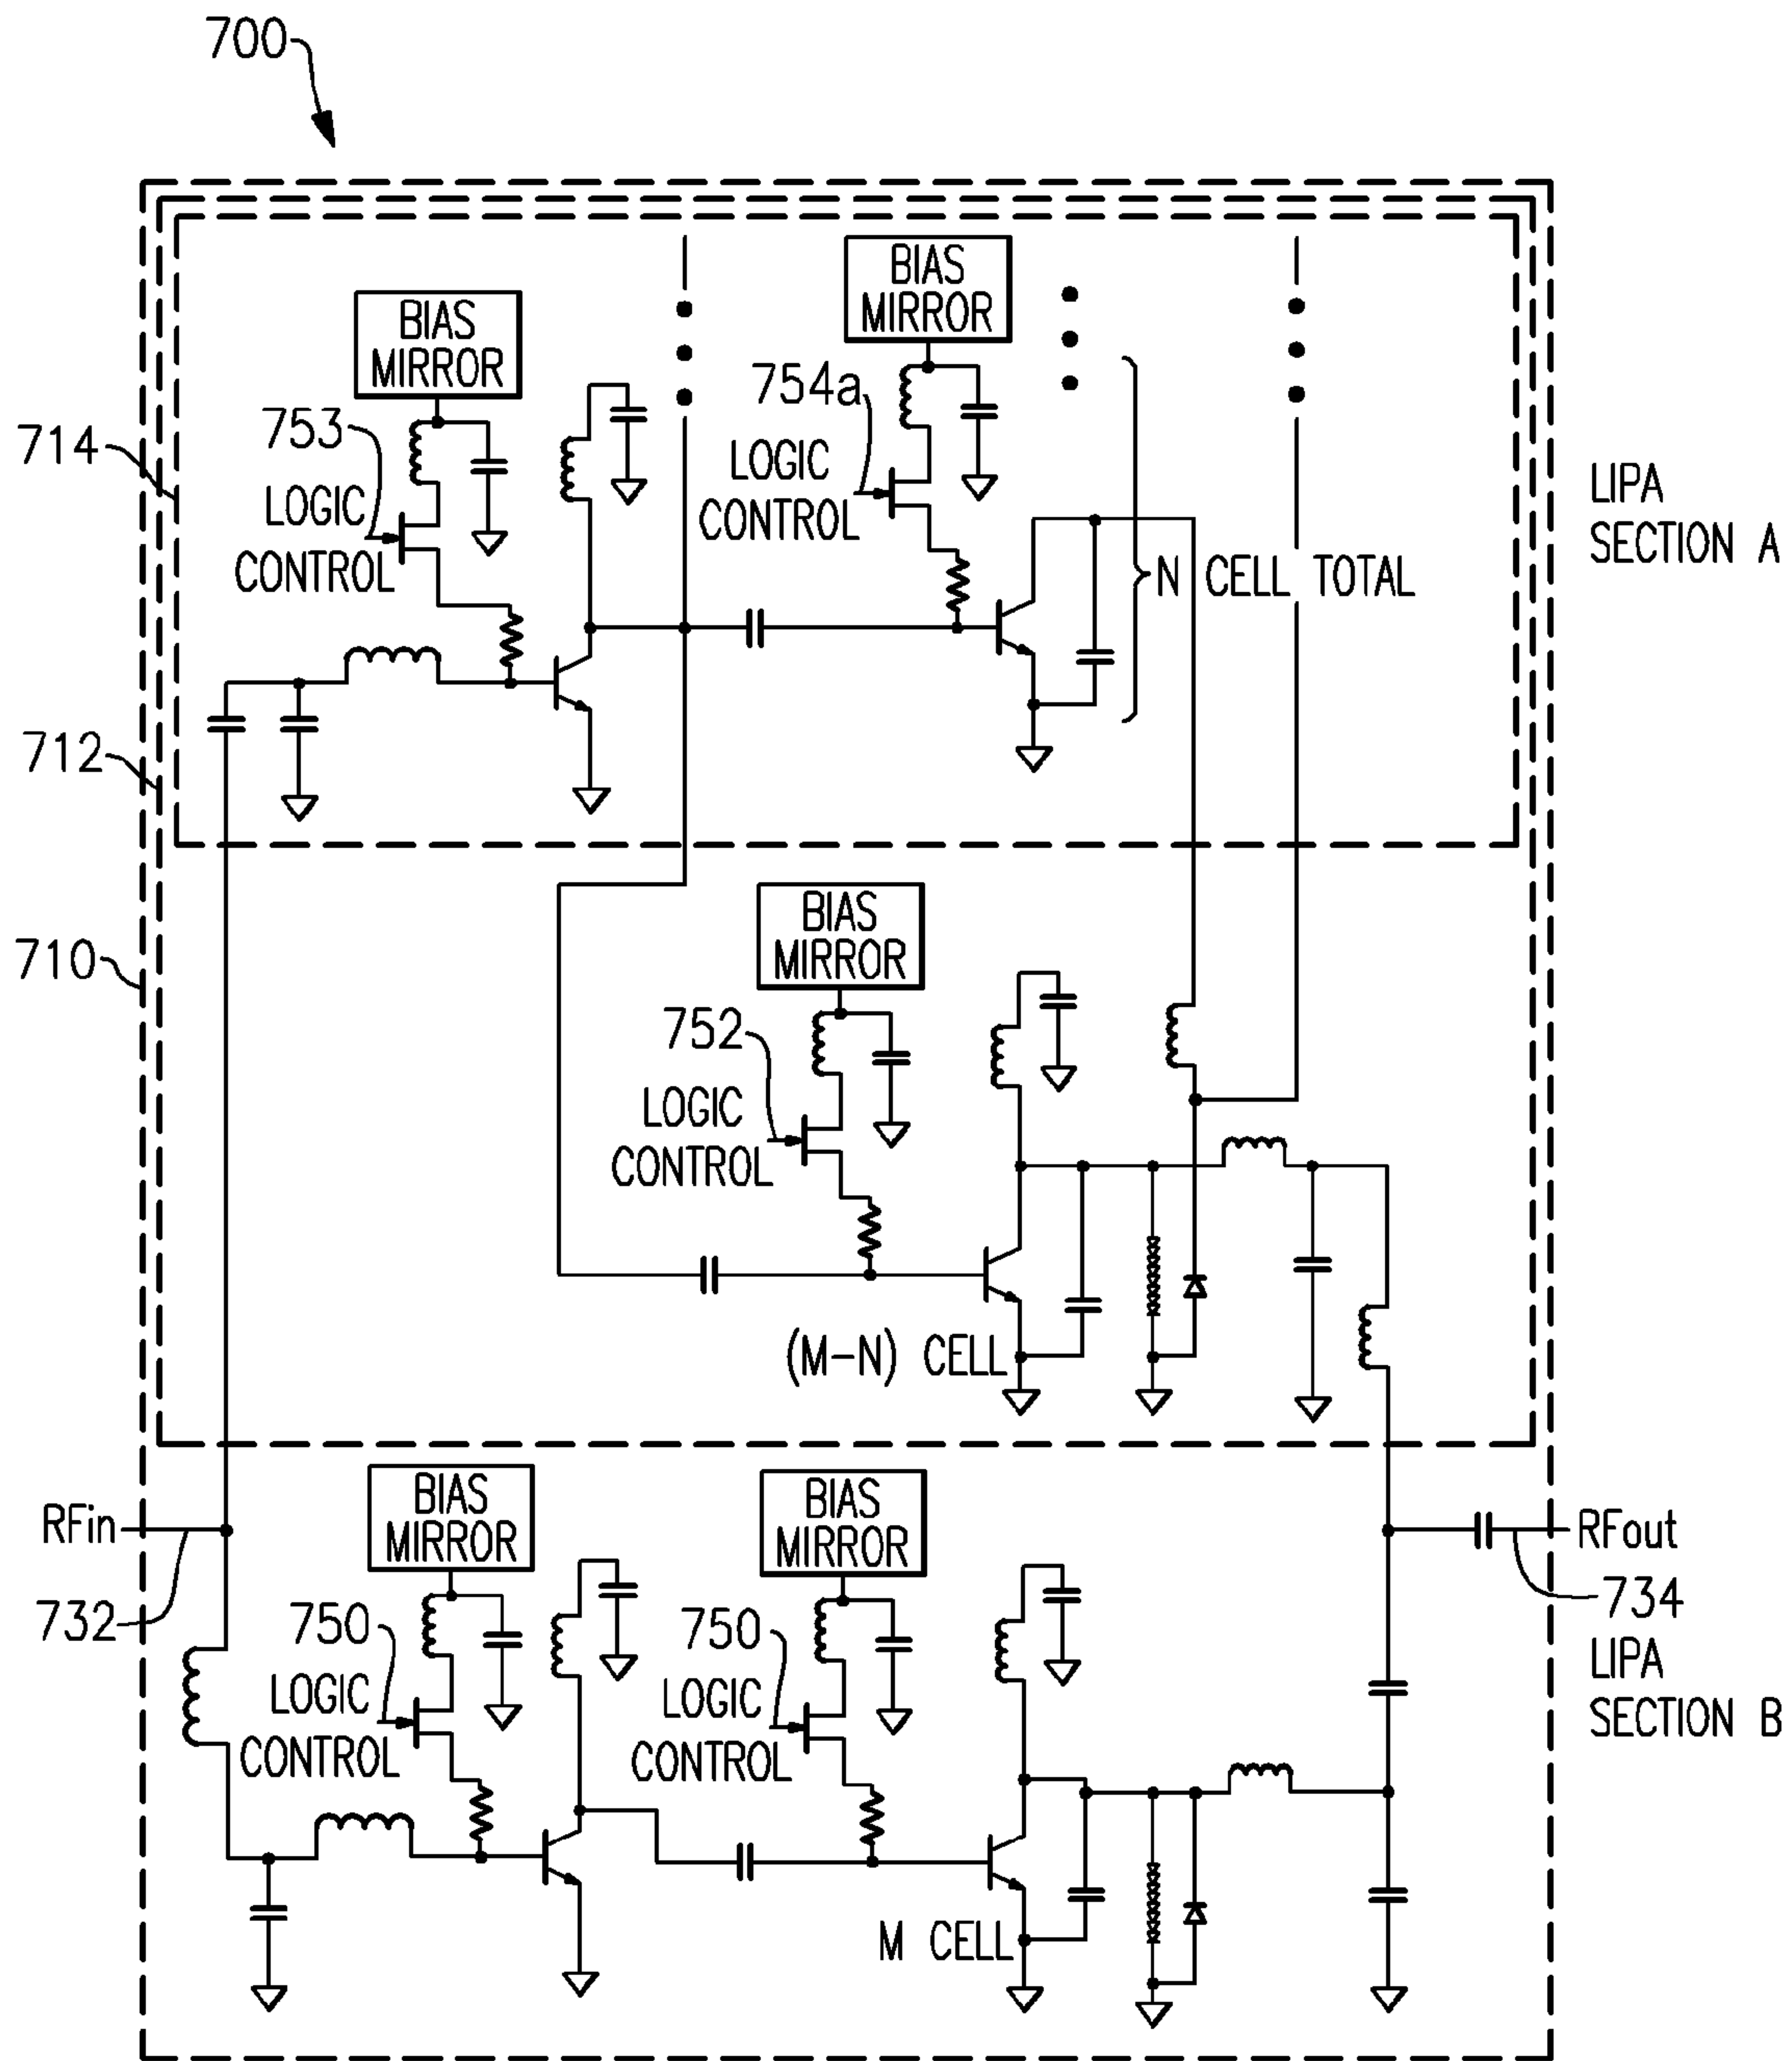 700
BIAS
MIRROR
BIAS
MIRROR
753
754a
714
LOGIC
CONTROL
LOGIC
CONTROL
LIPA
SECTION A
N CELL TOTAL
712
BIAS
MIRROR
710
752
LOGIC
CONTROL
(M-N) CELL
BIAS
MIRROR
BIAS
MIRROR
RFin
RFout
732
750
750
734
LOGIC
CONTROL
LOGIC
CONTROL
LIPA
SECTION B
M CELL